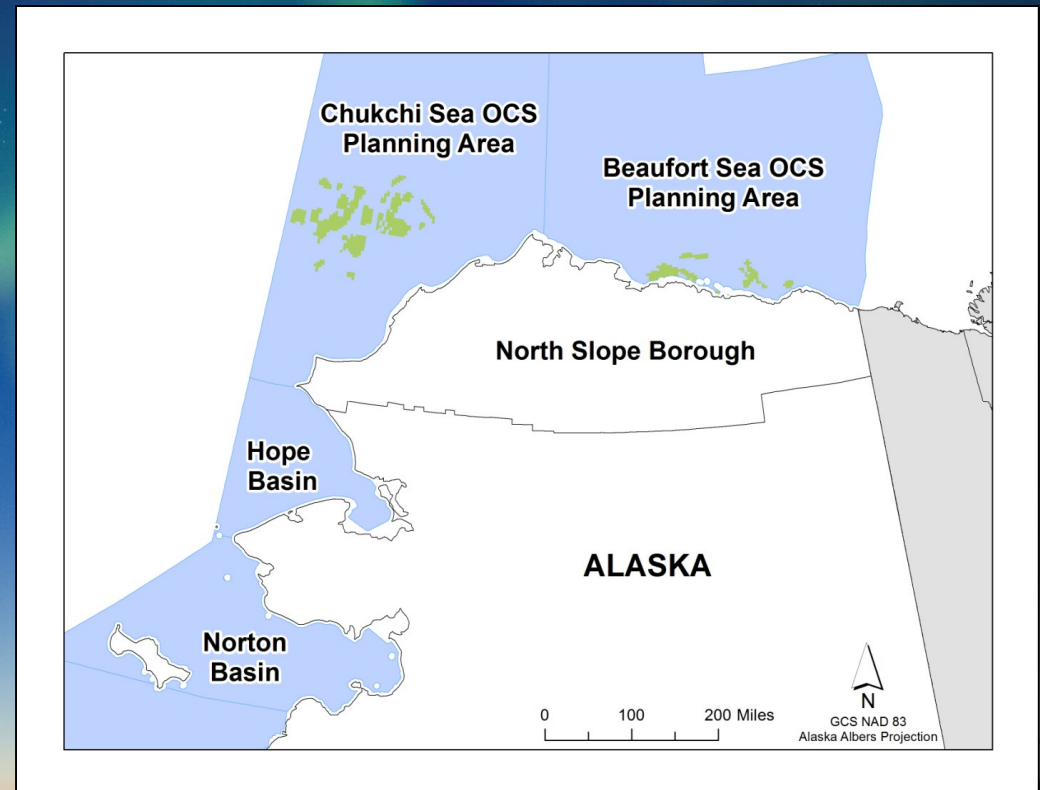 Chukchi Sea OCS
Planning Area
Beaufort Sea OCS
Planning Area
North Slope Borough
Hope
Basin
ALASKA
Norton
Basin
0 100 200 Miles
N
GCS NAD 83
Alaska Albers Projection